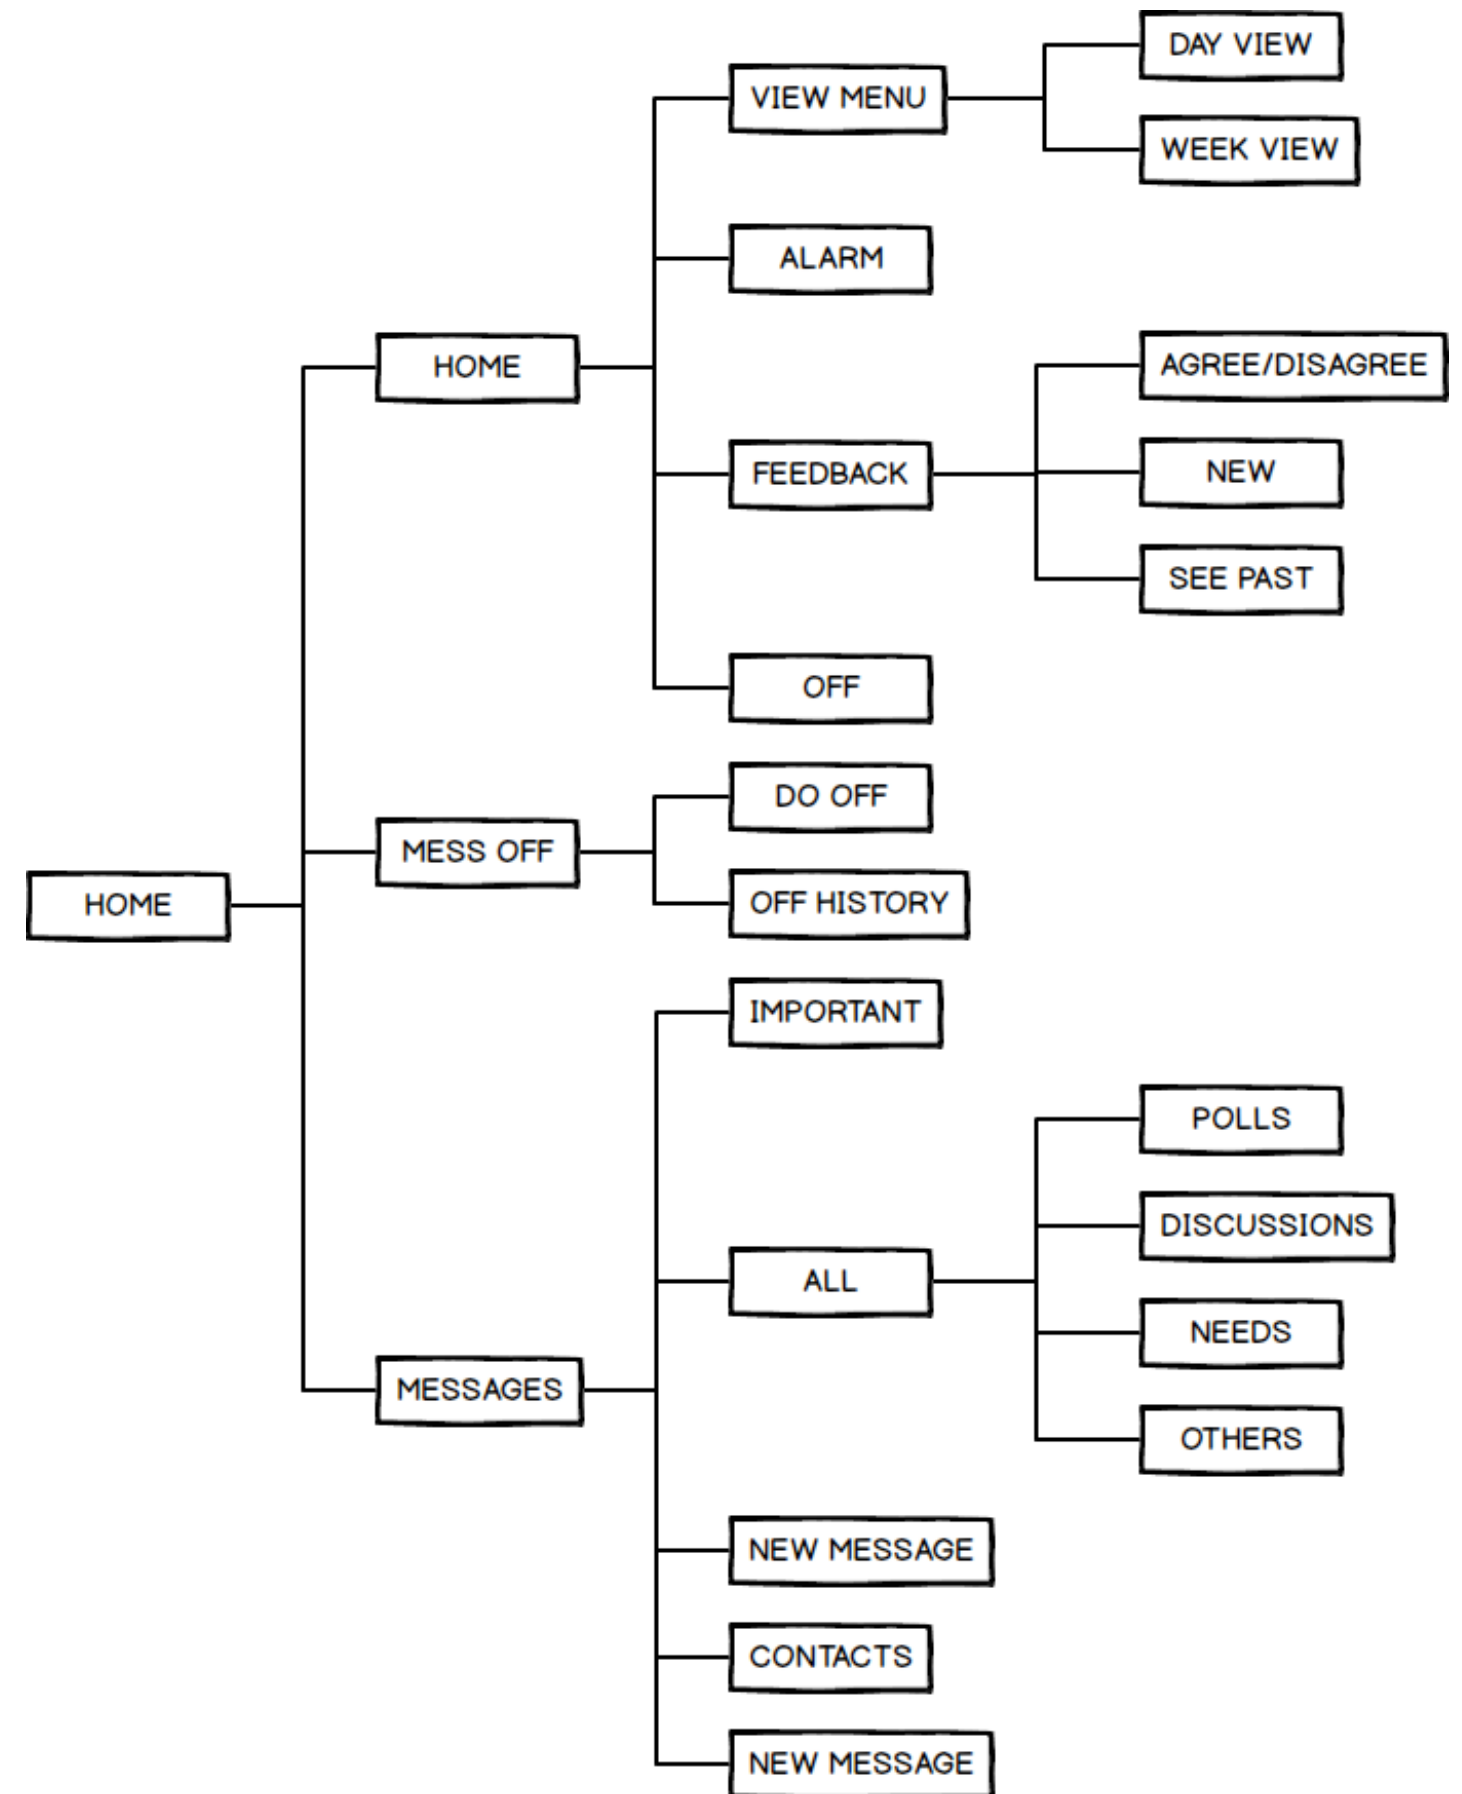 DAY VIEW
VIEW MENU
WEEK VIEW
ALARM
HOME
AGREE/DISAGREE
FEEDBACK
NEW
SEE PAST
OFF
DO OFF
MESS OFF
HOME
OFF HISTORY
IMPORTANT
POLLS
DISCUSSIONS
ALL
NEEDS
MESSAGES
OTHERS
NEW MESSAGE
CONTACTS
NEW MESSAGE